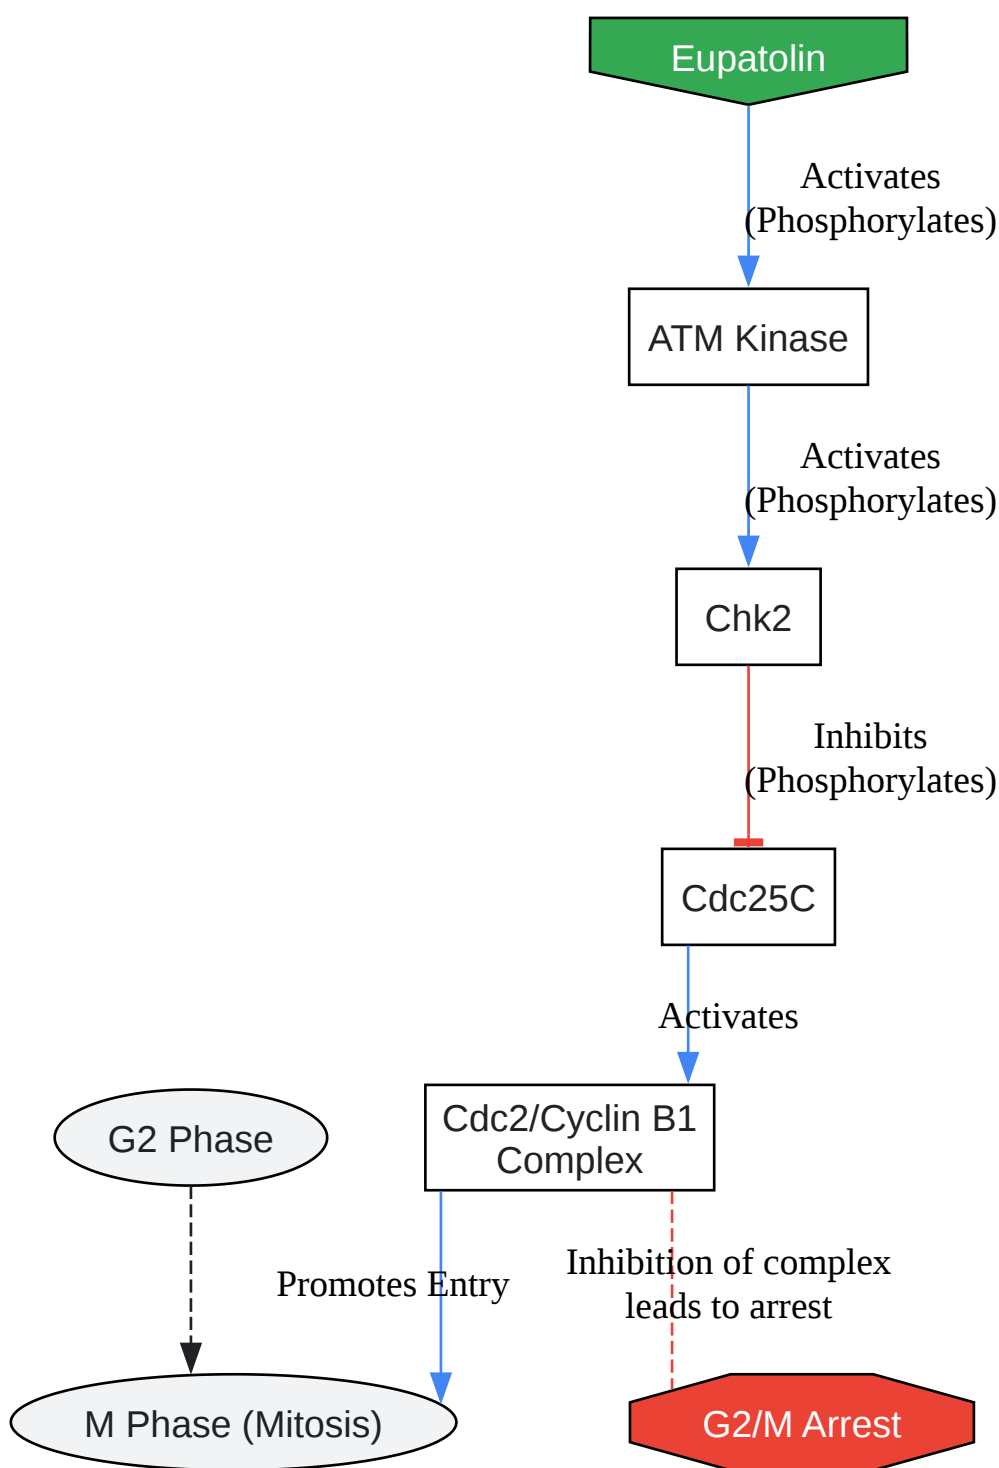 Eupatolin
Activates
(Phosphorylates)
ATM Kinase
Activates
(Phosphorylates)
Chk2
Inhibits
(Phosphorylates)
Cdc25C
Activates
G2 Phase
Cdc2/Cyclin B1
Complex
Promotes Entry
Inhibition of complex
leads to arrest
M Phase (Mitosis)
G2/M Arrest